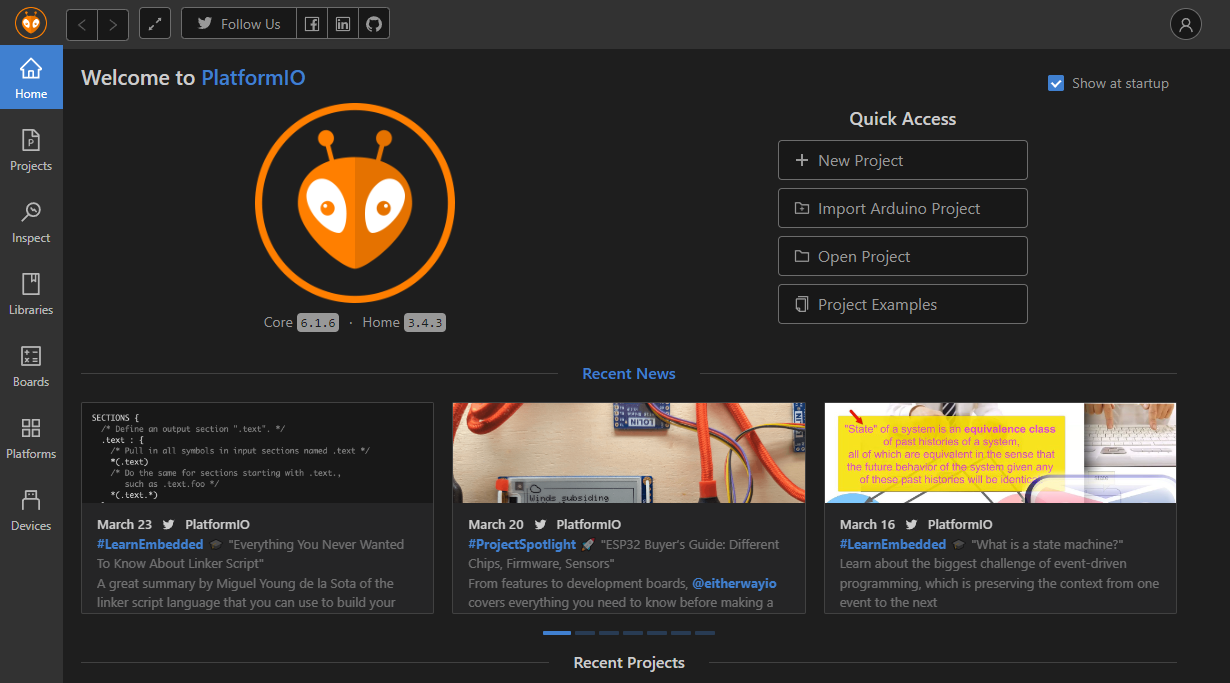 Follow Us
Home
Projects
Inspect
Libraries
Boards
Platforms
Devices
Welcome to PlatformIO
Show at startup
Core 6.1.6 · Home 3.4.3
Quick Access
New Project
Import Arduino Project
Open Project
Project Examples
Recent News
SECTIONS {
/* Define an output section ".text". */
.text : {
/* Pull in all symbols in input sections named .text */
*(.text)
/* Do the same for sections starting with .text.,
such as .text.foo */
*(.text.*)
March 23 PlatformIO
#LearnEmbedded "Everything You Never Wanted
To Know About Linker Script"
A great summary by Miguel Young de la Sota of the
linker script language that you can use to build your
LOLIN
Winds subsiding
March 20 PlatformIO
#ProjectSpotlight "ESP32 Buyer's Guide: Different
Chips, Firmware, Sensors"
From features to development boards, @eitherwayio
covers everything you need to know before making a
"State" of a system is an equivalence class
of past histories of a system,
all of which are equivalent in the sense that
the future behavior of the system given any
of these past histories will be identic
March 16 PlatformIO
#LearnEmbedded "What is a state machine?"
Learn about the biggest challenge of event-driven
programming, which is preserving the context from one
event to the next
Recent Projects